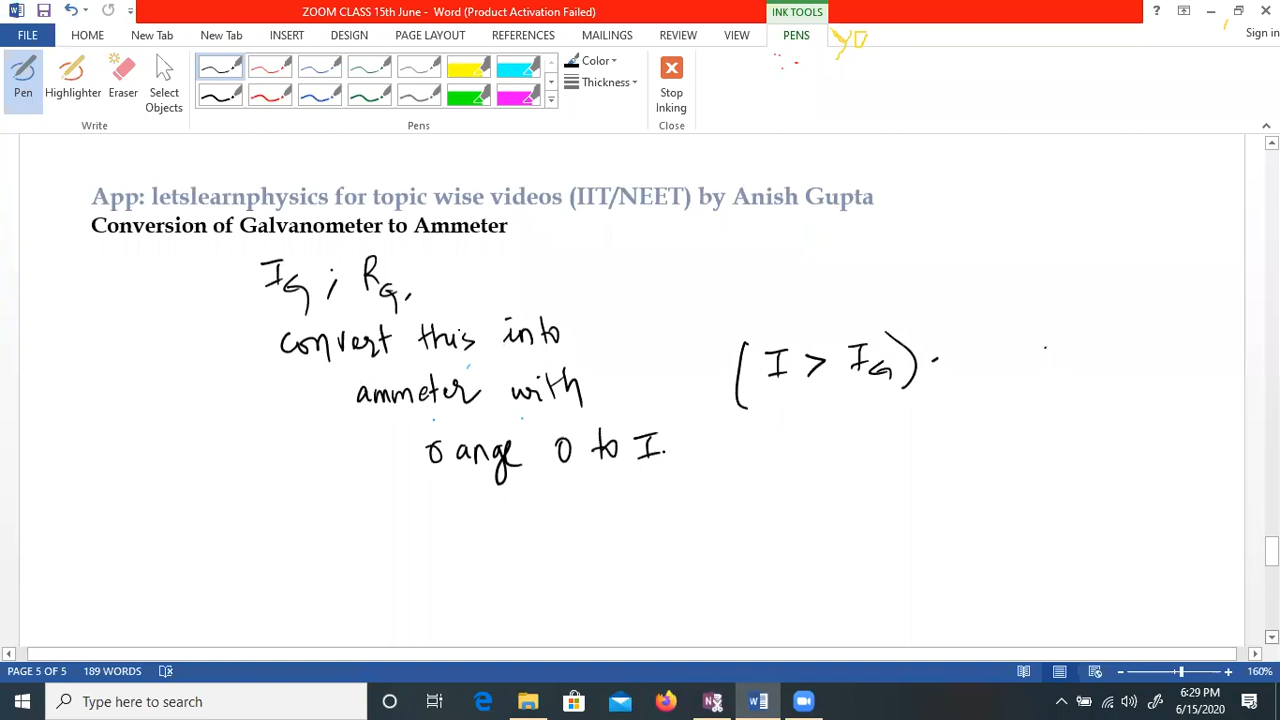 ZOOM CLASS 15th June - Word (Product Activation Failed)
INK TOOLS
?
FILE HOME New Tab New Tab INSERT DESIGN PAGE LAYOUT REFERENCES MAILINGS REVIEW VIEW PENS
Sign in
Pen Highlighter Eraser Select Objects
Color
Thickness
Stop Inking
Write Pens Close
App: letslearnphysics for topic wise videos (IIT/NEET) by Anish Gupta
Conversion of Galvanometer to Ammeter
IG ; RG,
convert this into
(I > IG).
ammeter with
range 0 to I.
PAGE 5 OF 5 189 WORDS 160%
Type here to search
6:29 PM
6/15/2020